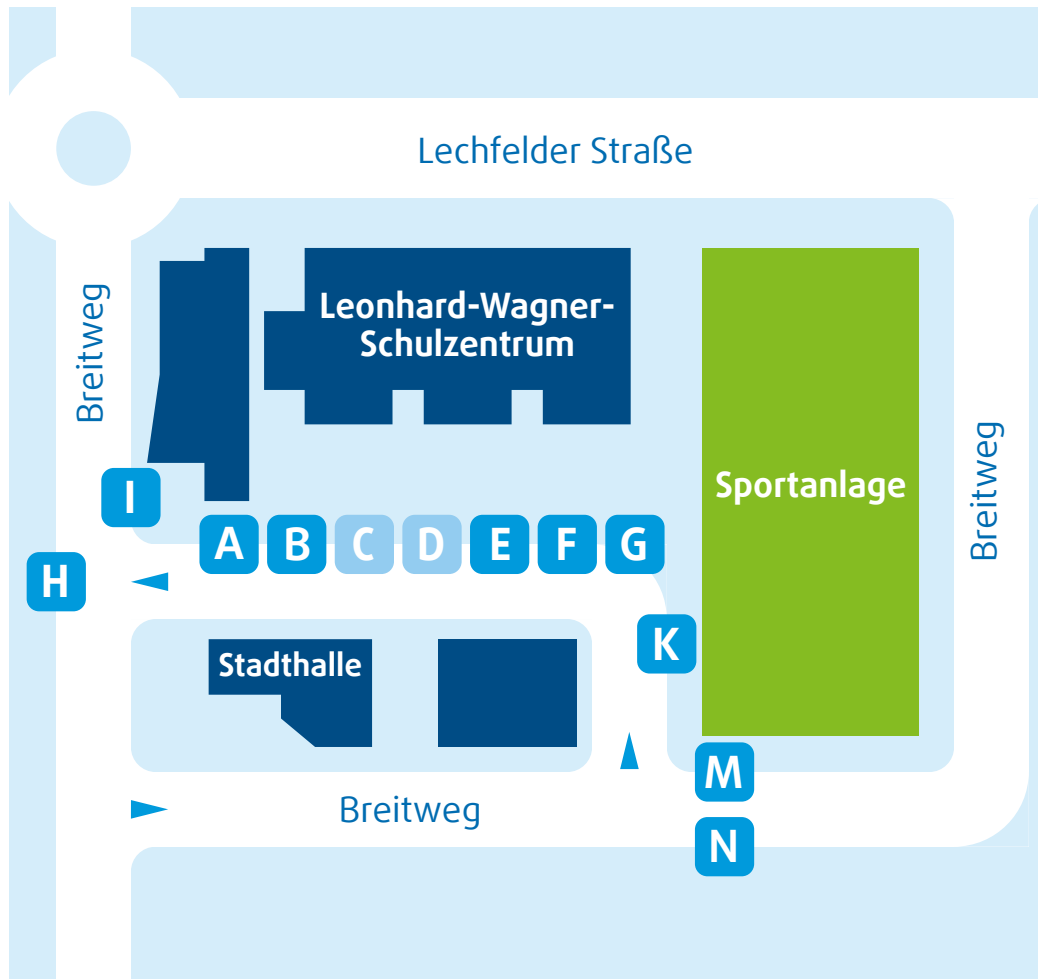 Lechfelder Straße
Breitweg
Leonhard-Wagner-
Schulzentrum
Sportanlage
Breitweg
I
A B C D E F G
H
K
Stadthalle
M
Breitweg
N